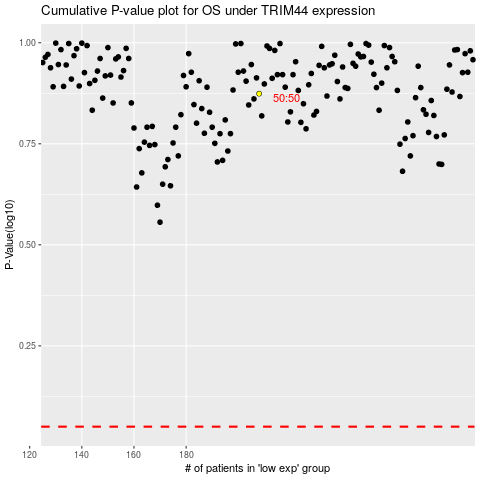 Cumulative P-value plot for OS under TRIM44 expression
1.00
0.75
0.50
0.25
P-Value(log10)
50:50
120 140 160 180
# of patients in 'low exp' group